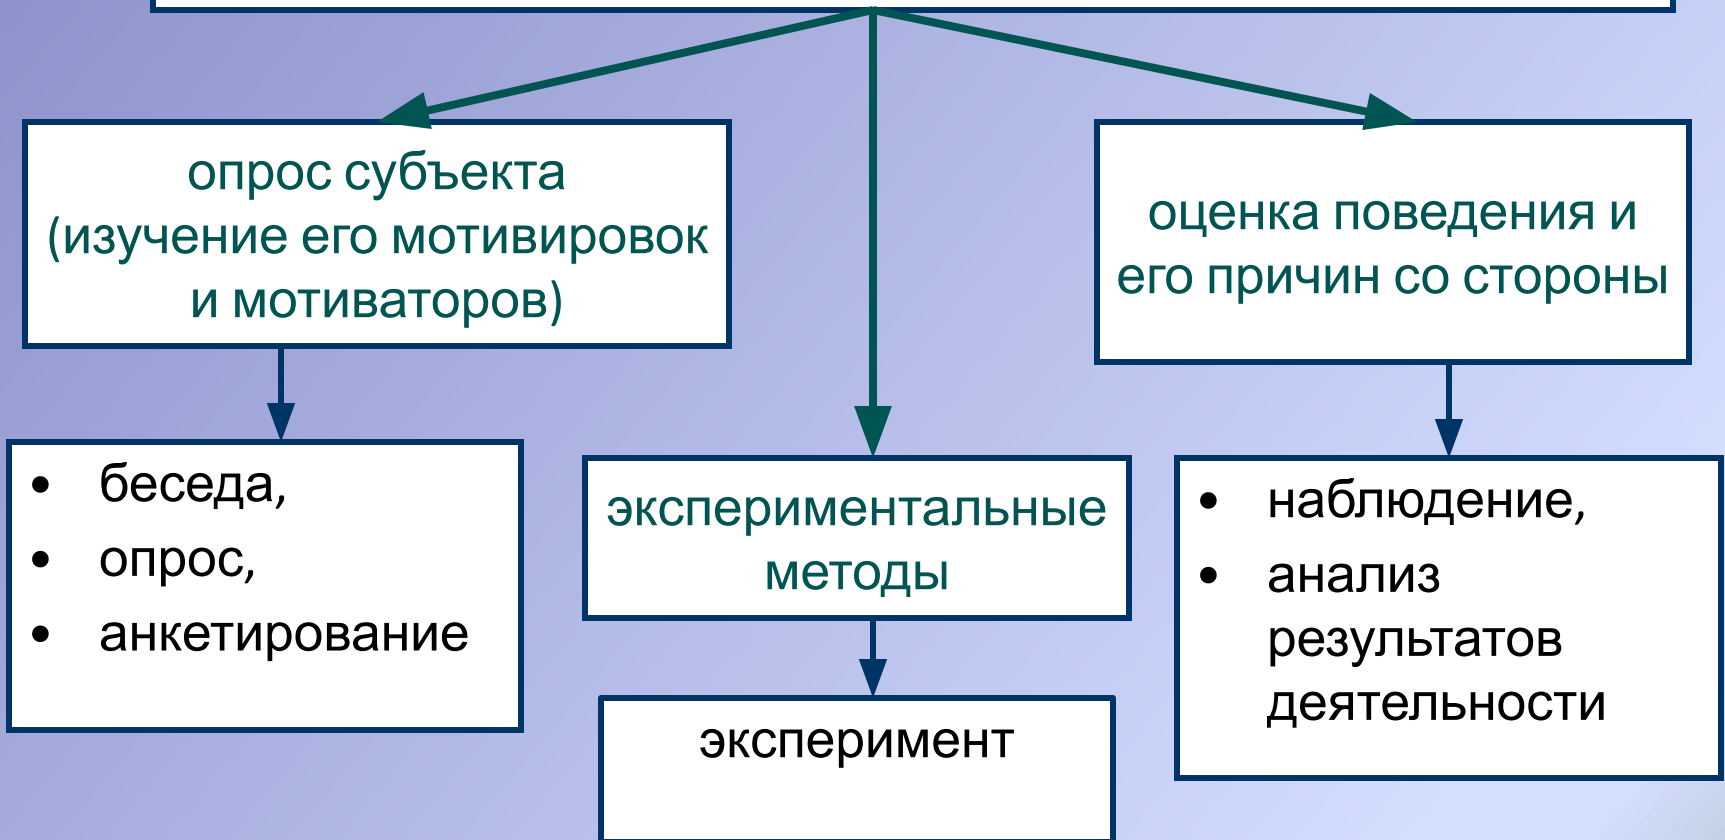 опрос субъекта
(изучение его мотивировок
и мотиваторов)
оценка поведения и
его причин со стороны
• беседа,
• опрос,
• анкетирование
экспериментальные
методы
эксперимент
• наблюдение,
• анализ
результатов
деятельности